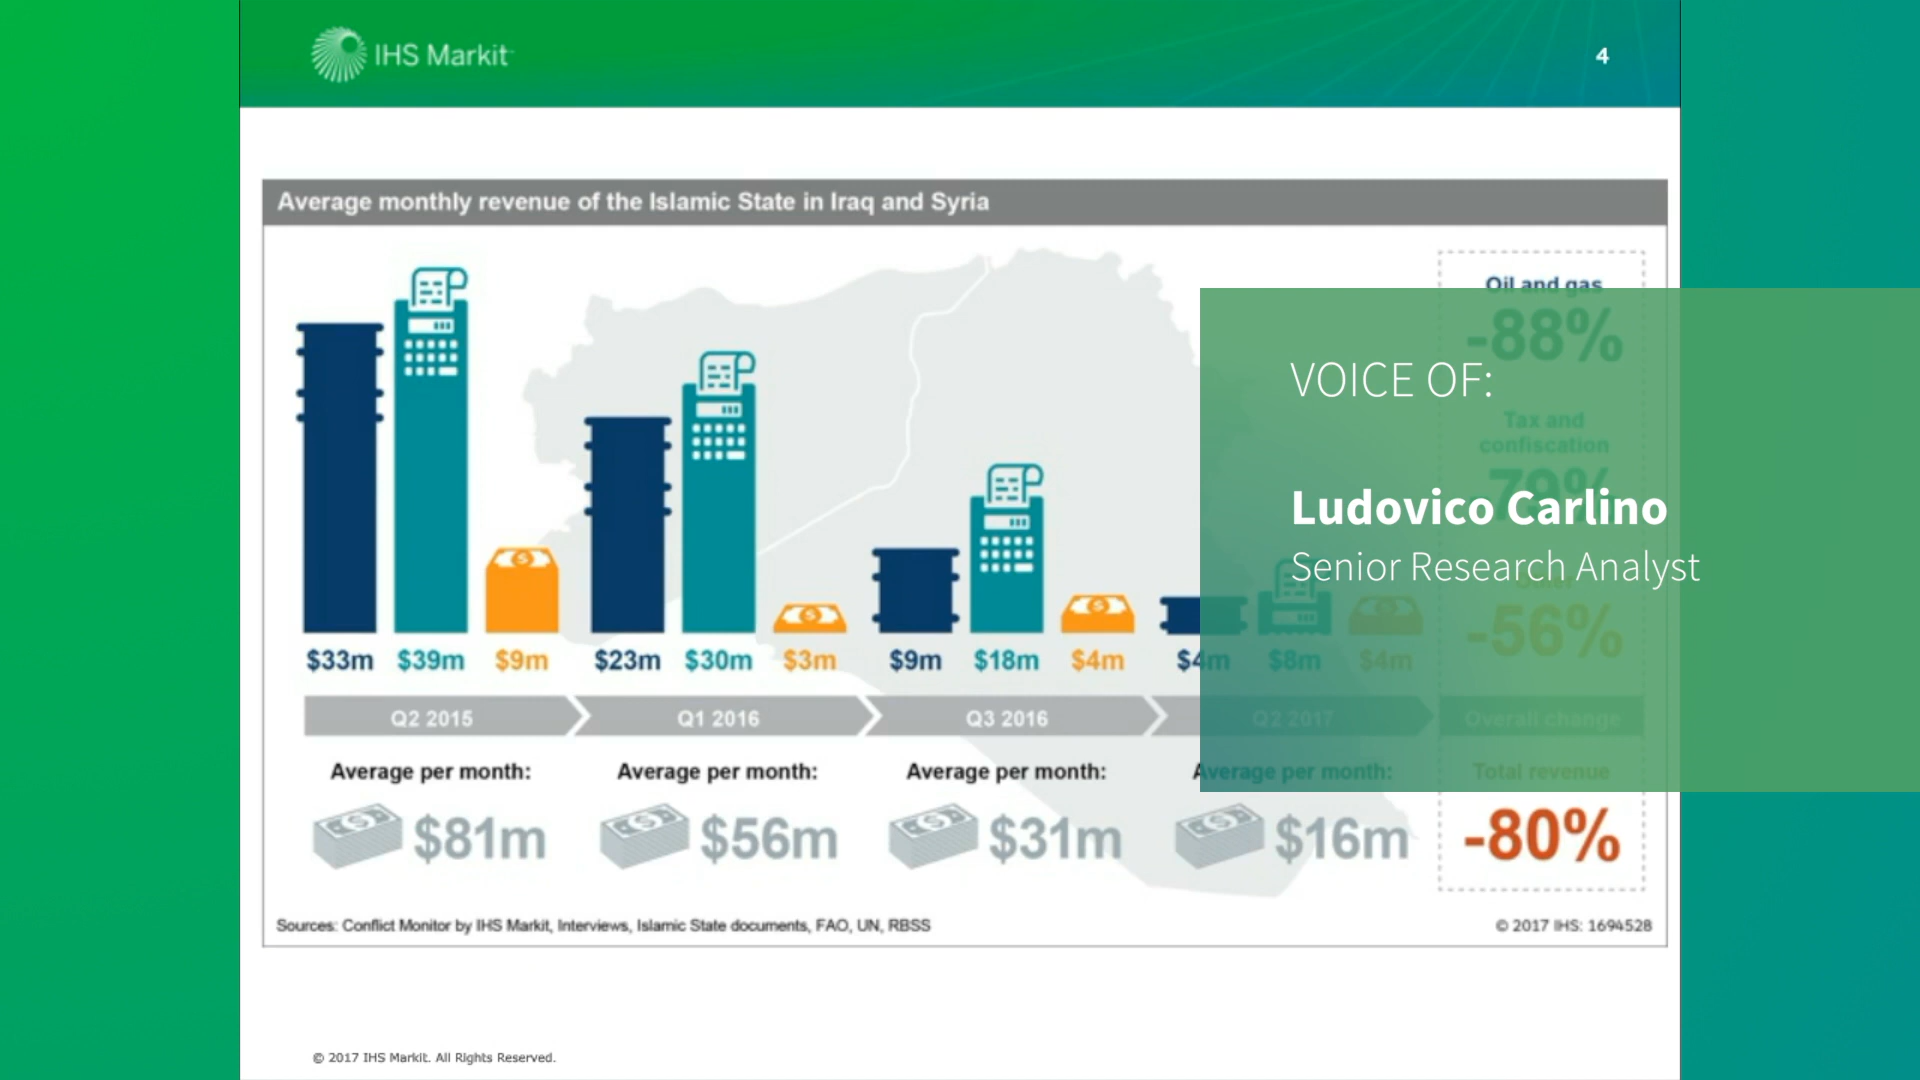 IHS Markit
4
Average monthly revenue of the Islamic State in Iraq and Syria
Oil and gas
-88%
Tax and
confiscation
-79%
-56%
VOICE OF:
Ludovico Carlino
Senior Research Analyst
$33m $39m $9m $23m $30m $3m $9m $18m $4m $4m $8m $4m
Q2 2015 Q1 2016 Q3 2016 Q2 2017 Overall change
Average per month: Average per month: Average per month: Average per month: Total revenue
$81m $56m $31m $16m -80%
Sources: Conflict Monitor by IHS Markit, Interviews, Islamic State documents, FAO, UN, RBSS
© 2017 IHS: 1694528
© 2017 IHS Markit. All Rights Reserved.